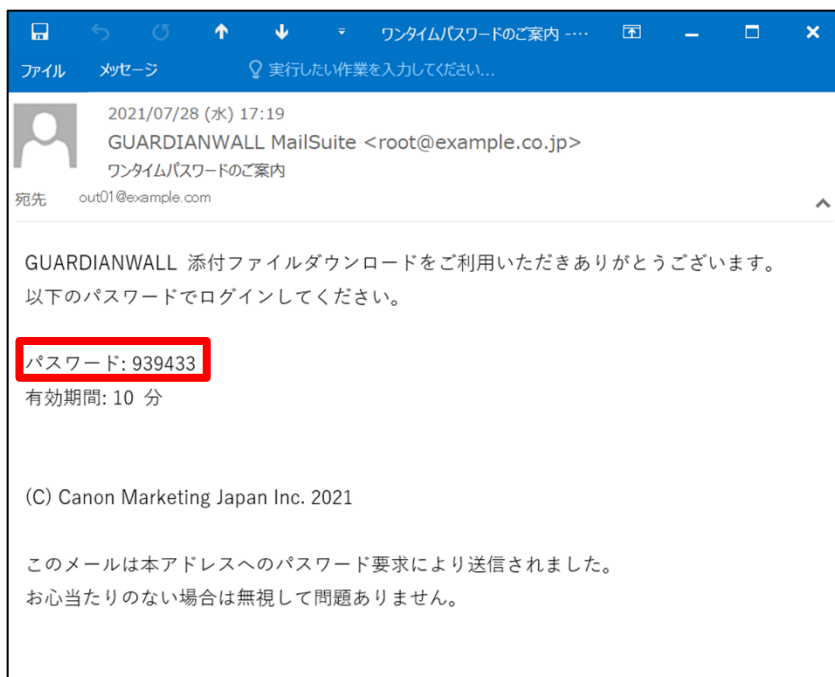 ワンタイムパスワードのご案内 -…
ファイル メッセージ 実行したい作業を入力してください...
2021/07/28 (水) 17:19
GUARDIANWALL MailSuite <root@example.co.jp>
ワンタイムパスワードのご案内
宛先 out01@example.com
GUARDIANWALL 添付ファイルダウンロードをご利用いただきありがとうございます。
以下のパスワードでログインしてください。
パスワード: 939433
有効期間: 10 分
(C) Canon Marketing Japan Inc. 2021
このメールは本アドレスへのパスワード要求により送信されました。
お心当たりのない場合は無視して問題ありません。